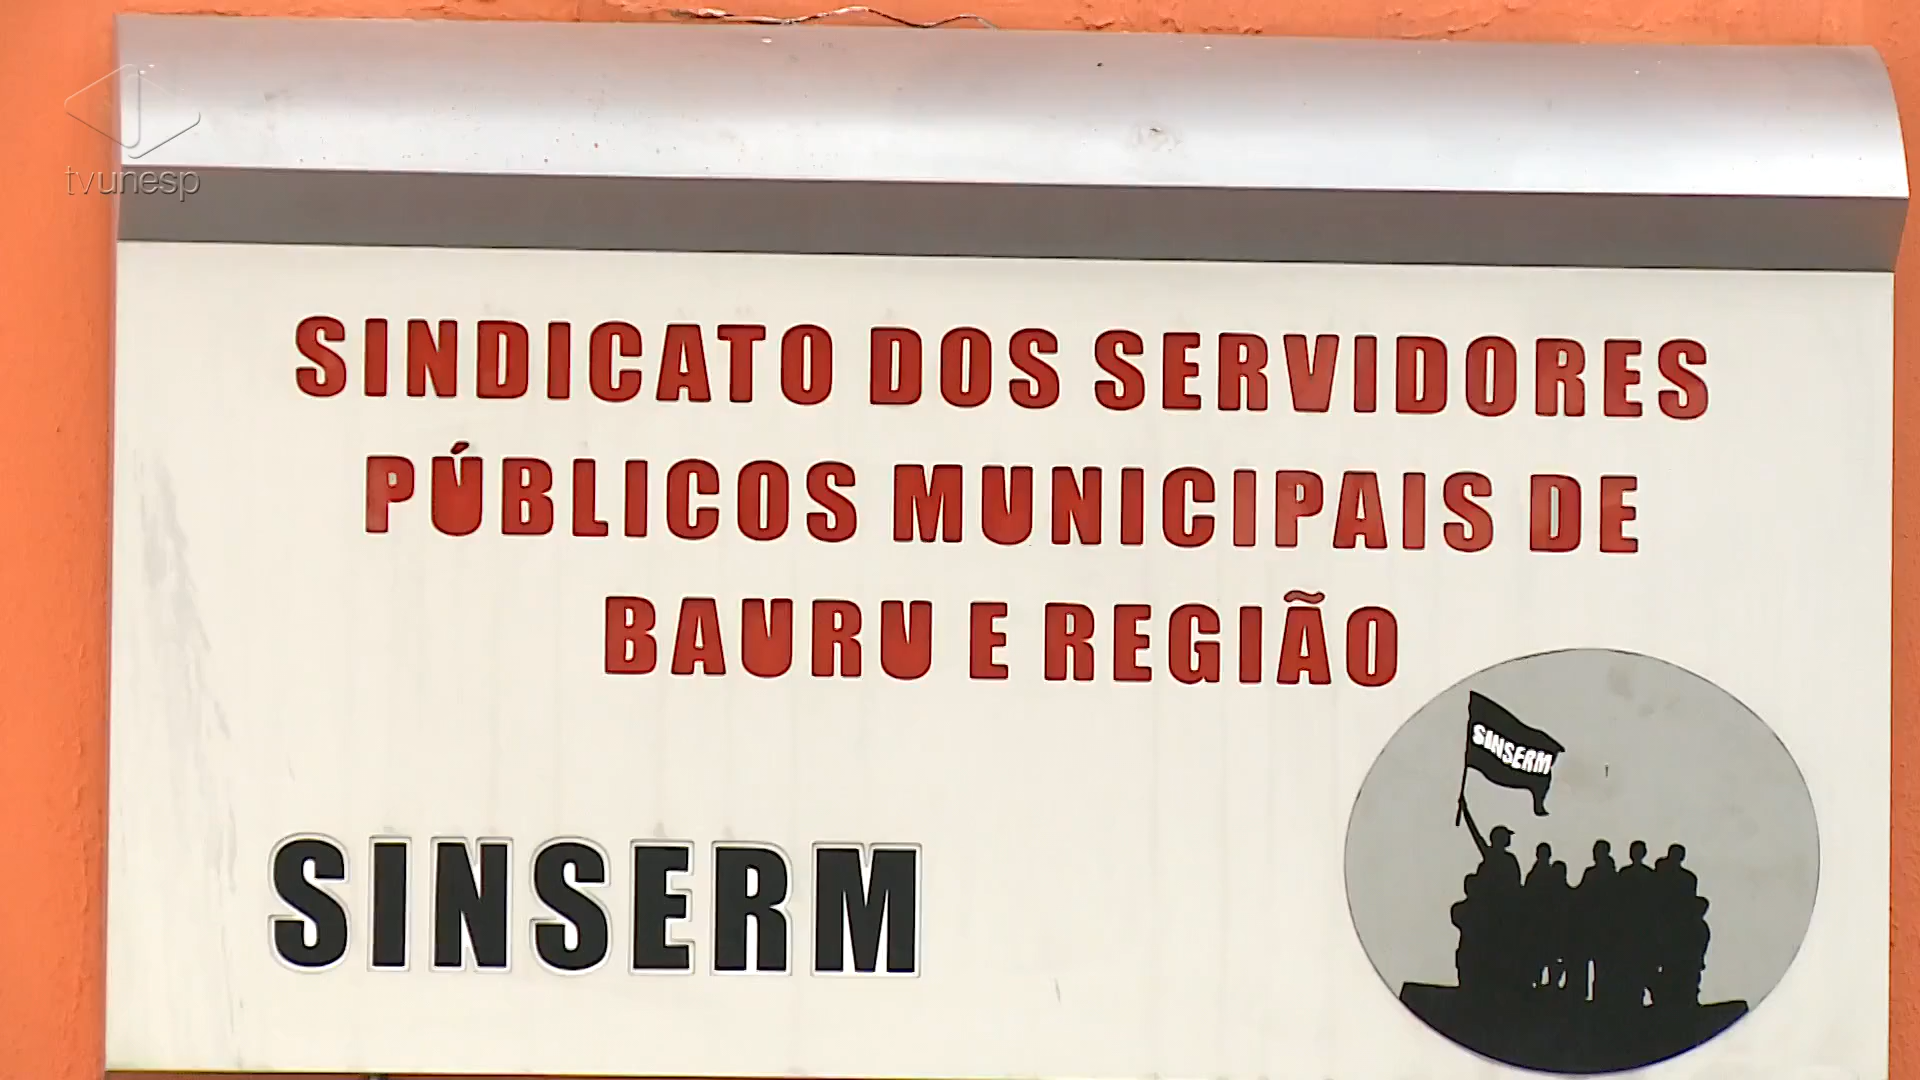 tvunesp
SINDICATO DOS SERVIDORES
PÚBLICOS MUNICIPAIS DE
BAURU E REGIÃO
SINSERM
SINSERM